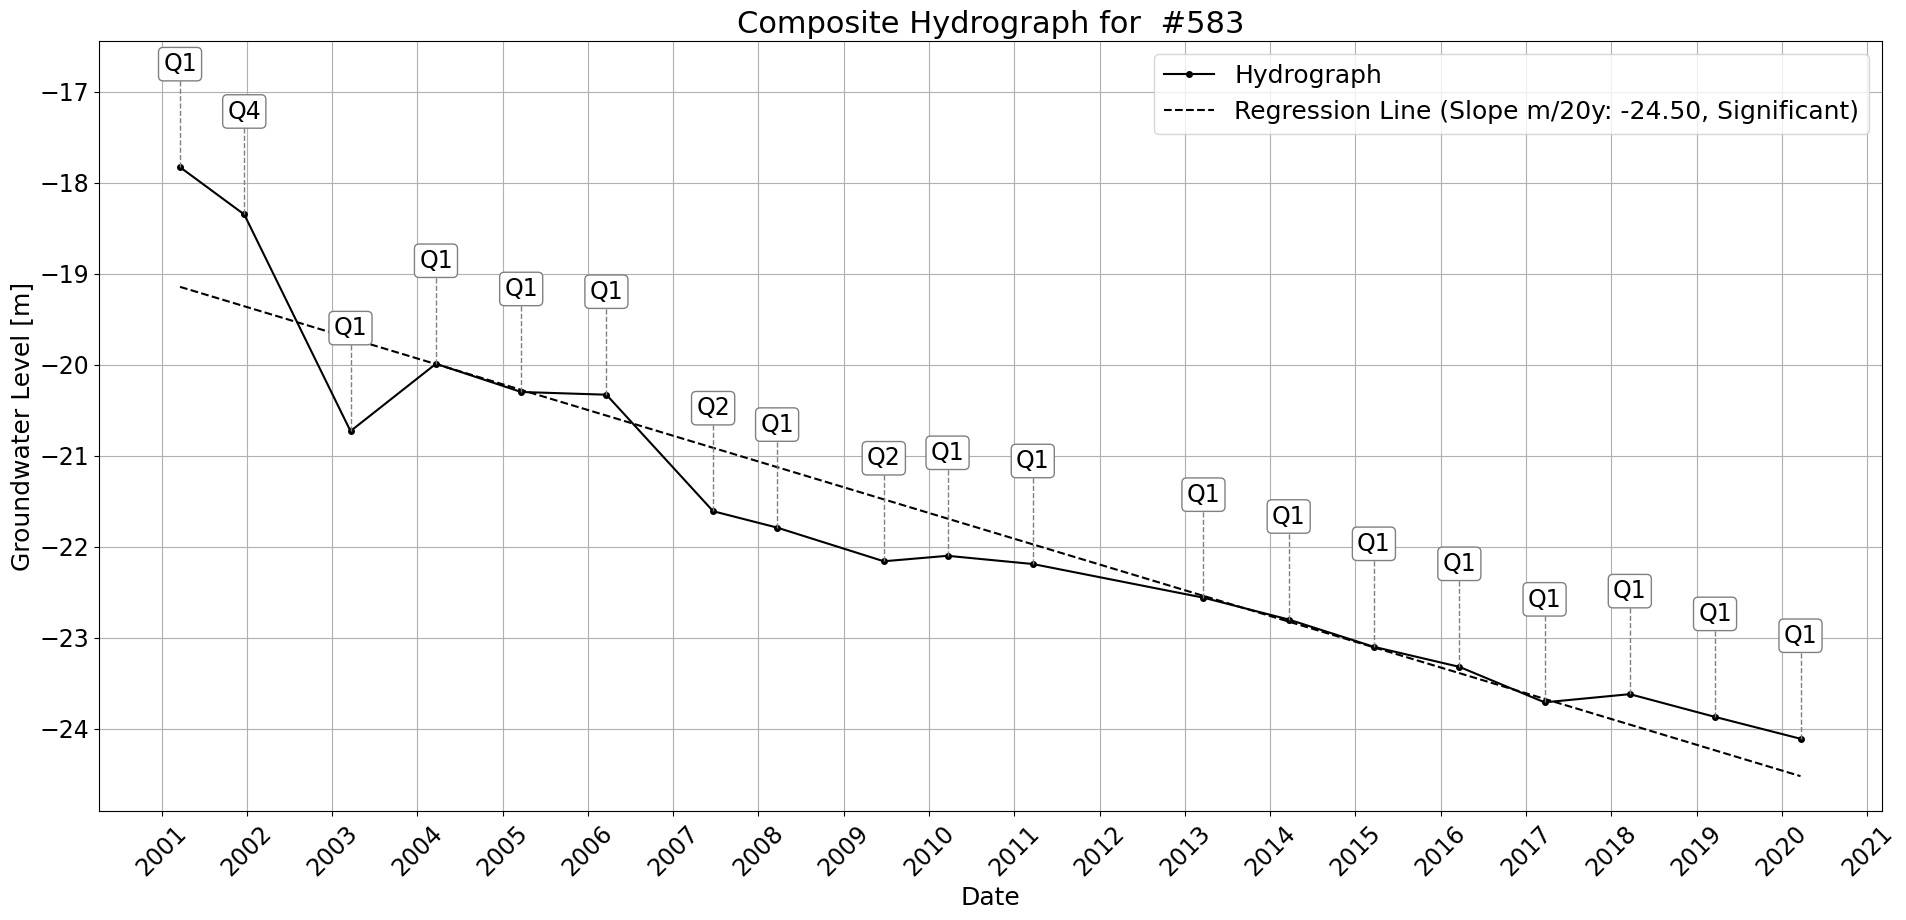 Composite Hydrograph for  #583
Hydrograph
Regression Line (Slope m/20y: -24.50, Significant)
Groundwater Level [m]
−17
−18
−19
−20
−21
−22
−23
−24
Q1
Q4
Q1
Q1
Q1
Q1
Q2
Q1
Q2
Q1
Q1
Q1
Q1
Q1
Q1
Q1
Q1
Q1
Q1
2001
2002
2003
2004
2005
2006
2007
2008
2009
2010
2011
2012
2013
2014
2015
2016
2017
2018
2019
2020
2021
Date